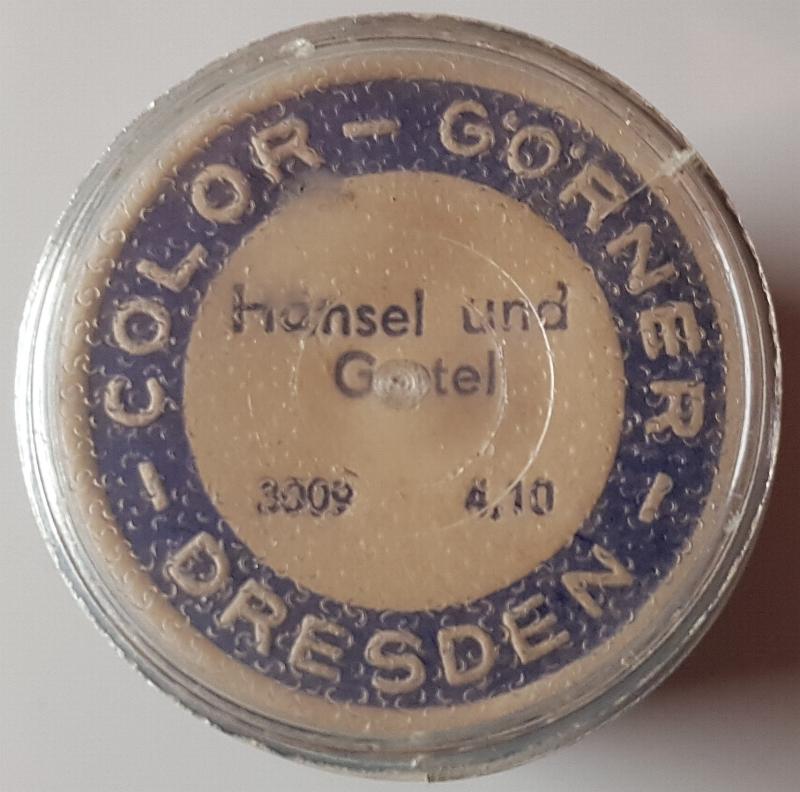 COLOR - GÖRNER - DRESDEN -
Hänsel und
Gretel
3009 4,10